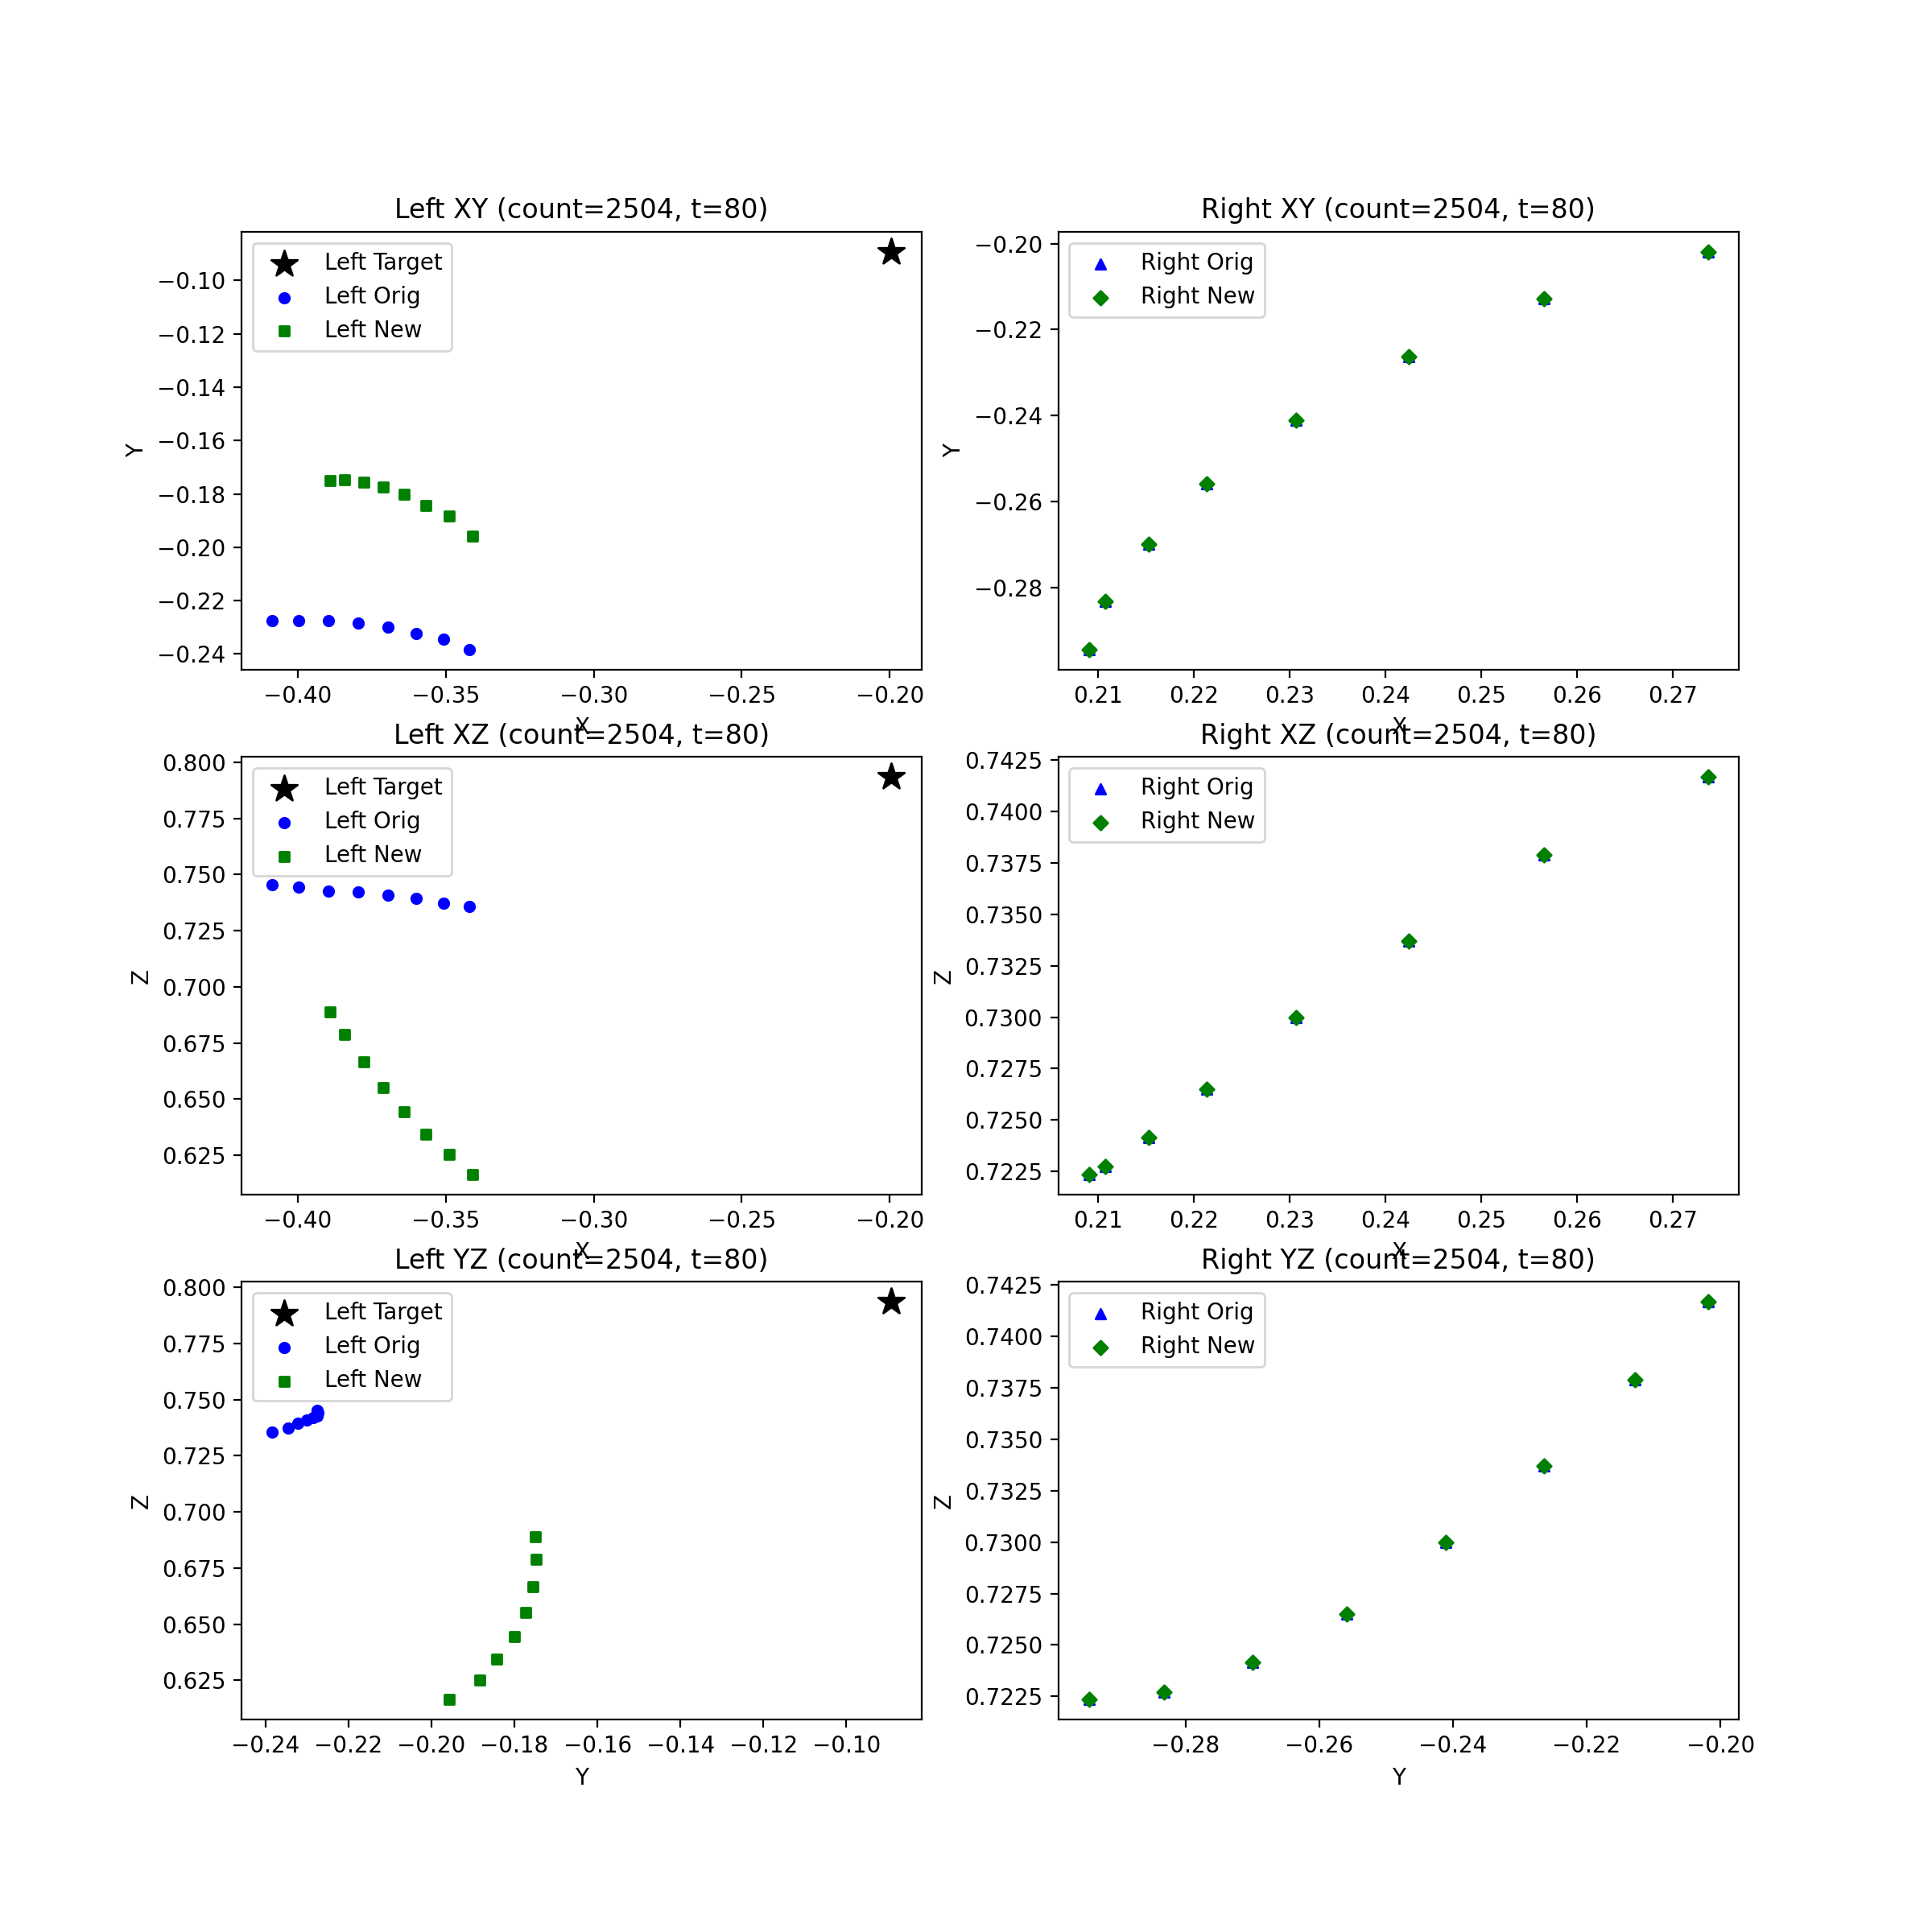 Left XY (count=2504, t=80)
Left Target
Left Orig
Left New
−0.10
−0.12
−0.14
−0.16
−0.18
−0.20
−0.22
−0.24
Y
−0.40 −0.35 −0.30 −0.25 −0.20
X
Right XY (count=2504, t=80)
Right Orig
Right New
−0.20
−0.22
−0.24
−0.26
−0.28
Y
0.21 0.22 0.23 0.24 0.25 0.26 0.27
X
Left XZ (count=2504, t=80)
Left Target
Left Orig
Left New
0.800
0.775
0.750
0.725
0.700
0.675
0.650
0.625
Z
−0.40 −0.35 −0.30 −0.25 −0.20
X
Right XZ (count=2504, t=80)
Right Orig
Right New
0.7425
0.7400
0.7375
0.7350
0.7325
0.7300
0.7275
0.7250
0.7225
Z
0.21 0.22 0.23 0.24 0.25 0.26 0.27
X
Left YZ (count=2504, t=80)
Left Target
Left Orig
Left New
0.800
0.775
0.750
0.725
0.700
0.675
0.650
0.625
Z
−0.24 −0.22 −0.20 −0.18 −0.16 −0.14 −0.12 −0.10
Y
Right YZ (count=2504, t=80)
Right Orig
Right New
0.7425
0.7400
0.7375
0.7350
0.7325
0.7300
0.7275
0.7250
0.7225
Z
−0.28 −0.26 −0.24 −0.22 −0.20
Y